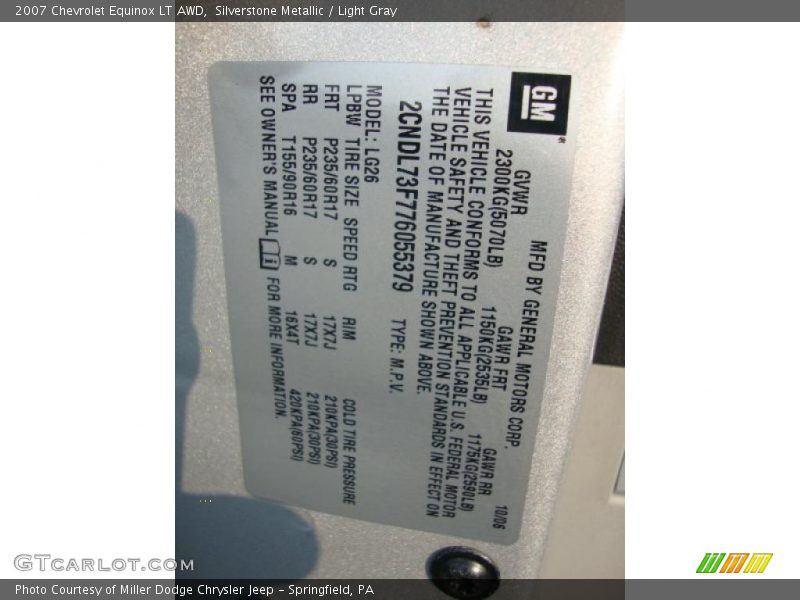 2007 Chevrolet Equinox LT AWD,  Silverstone Metallic / Light Gray
GM
MFD BY GENERAL MOTORS CORP. 10/06
GVWR GAWR FRT GAWR RR
2300KG(5070LB) 1150KG(2535LB) 1175KG(2590LB)
THIS VEHICLE CONFORMS TO ALL APPLICABLE U.S. FEDERAL MOTOR
VEHICLE SAFETY AND THEFT PREVENTION STANDARDS IN EFFECT ON
THE DATE OF MANUFACTURE SHOWN ABOVE.
2CNDL73F776055379 TYPE: M.P.V.
MODEL: LG26
LPBW TIRE SIZE SPEED RTG RIM COLD TIRE PRESSURE
FRT P235/60R17 S 17X7J 210KPA(30PSI)
RR P235/60R17 S 17X7J 210KPA(30PSI)
SPA T155/90R16 M 16X4T 420KPA(60PSI)
SEE OWNER'S MANUAL FOR MORE INFORMATION.
GTcarlot.com
Photo Courtesy of Miller Dodge Chrysler Jeep - Springfield, PA